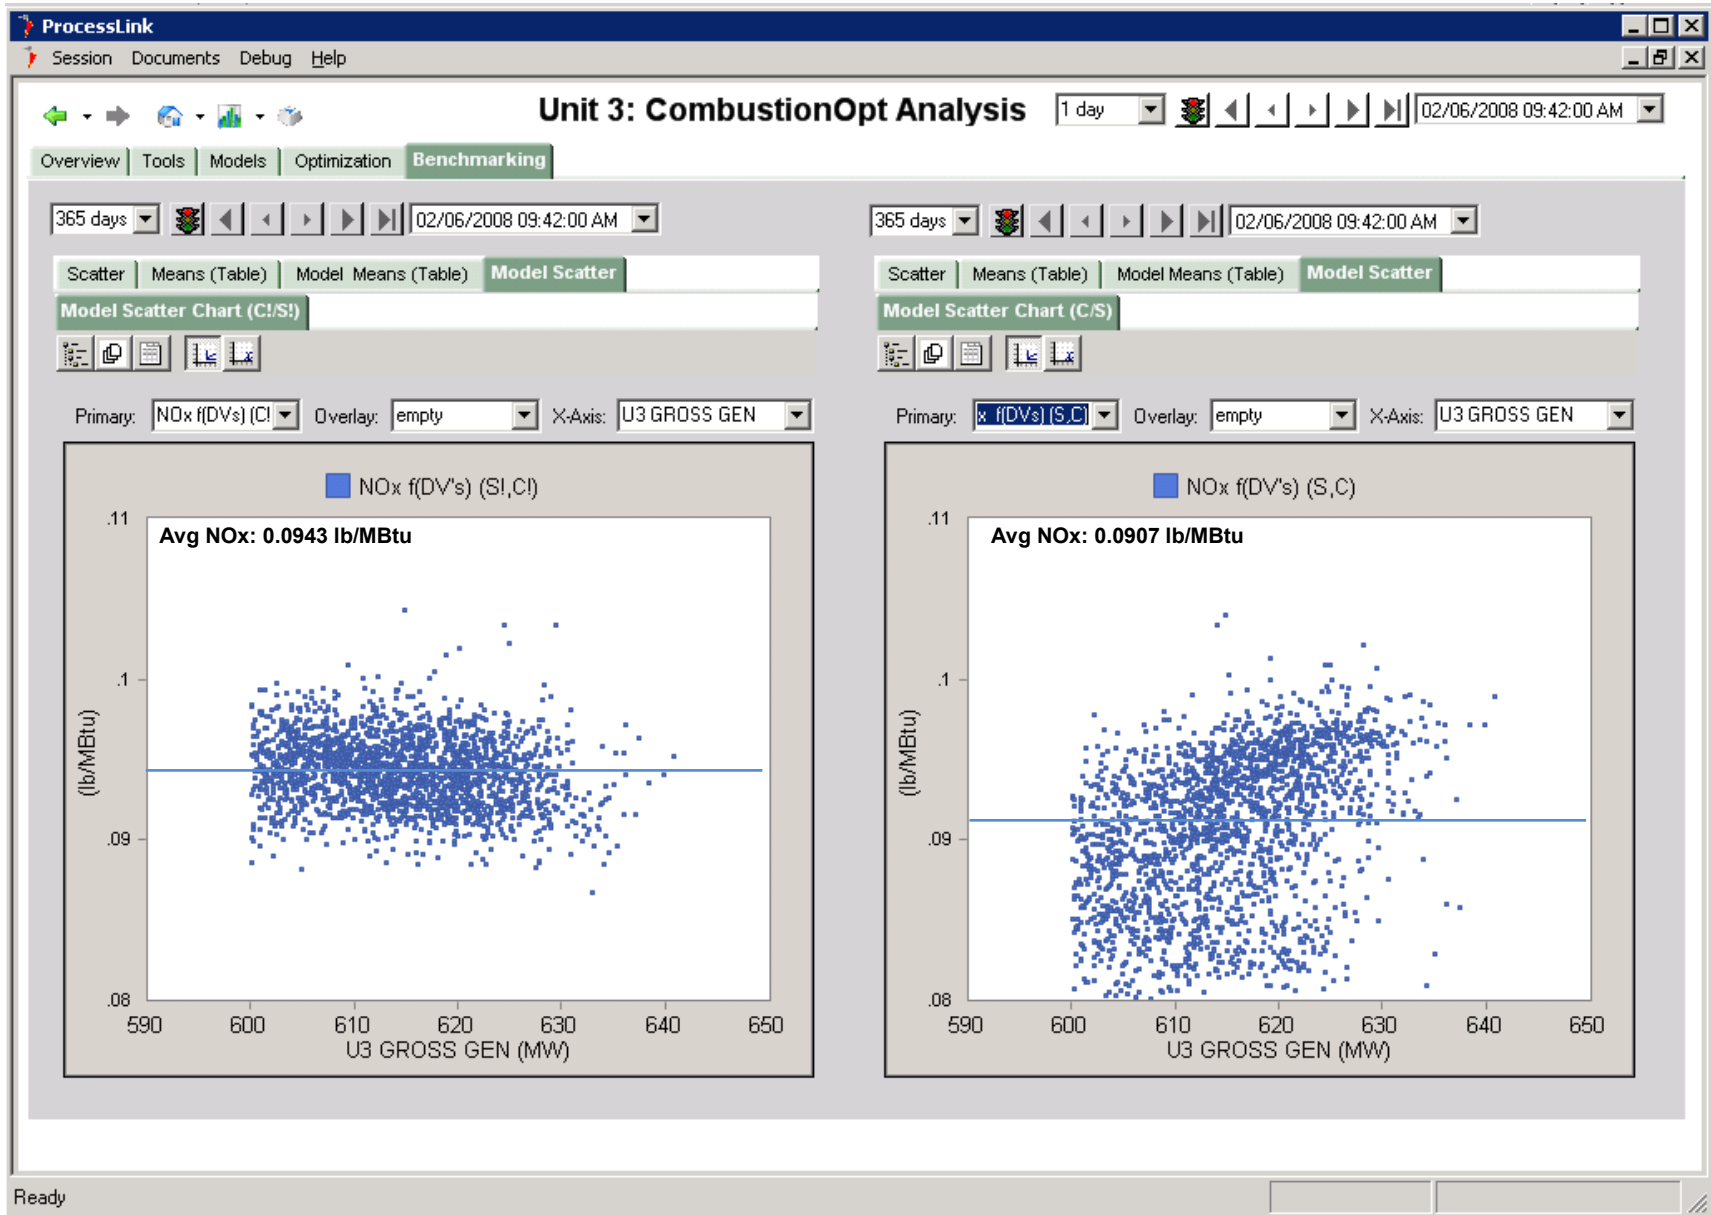 ProcessLink
Session Documents Debug Help
Unit 3: CombustionOpt Analysis 1 day 02/06/2008 09:42:00 AM
Overview Tools Models Optimization Benchmarking
365 days 02/06/2008 09:42:00 AM
Scatter Means (Table) Model Means (Table) Model Scatter
Model Scatter Chart (C!/S!)
Primary: NOx f(DVs) (C! Overlay: empty X-Axis: U3 GROSS GEN
NOx f(DV's) (S!,C!)
Avg NOx: 0.0943 lb/MBtu
.11
.1
.09
.08
(lb/MBtu)
590 600 610 620 630 640 650
U3 GROSS GEN (MW)
365 days 02/06/2008 09:42:00 AM
Scatter Means (Table) Model Means (Table) Model Scatter
Model Scatter Chart (C/S)
Primary: x f(DVs) (S,C) Overlay: empty X-Axis: U3 GROSS GEN
NOx f(DV's) (S,C)
Avg NOx: 0.0907 lb/MBtu
.11
.1
.09
.08
(lb/MBtu)
590 600 610 620 630 640 650
U3 GROSS GEN (MW)
Ready